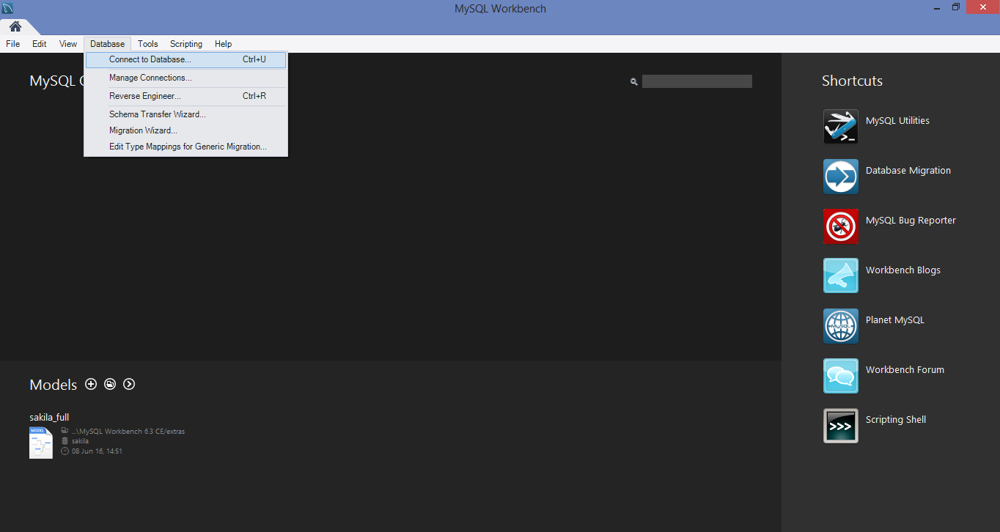 MySQL Workbench
File Edit View Database Tools Scripting Help
Connect to Database... Ctrl+U
Manage Connections...
Reverse Engineer... Ctrl+R
Schema Transfer Wizard...
Migration Wizard...
Edit Type Mappings for Generic Migration...
MySQL
Shortcuts
MySQL Utilities
Database Migration
MySQL Bug Reporter
Workbench Blogs
Planet MySQL
MySQL
Workbench Forum
>>>
Scripting Shell
Models
sakila_full
MODEL
...\MySQL Workbench 6.3 CE/extras
sakila
08 Jun 16, 14:51